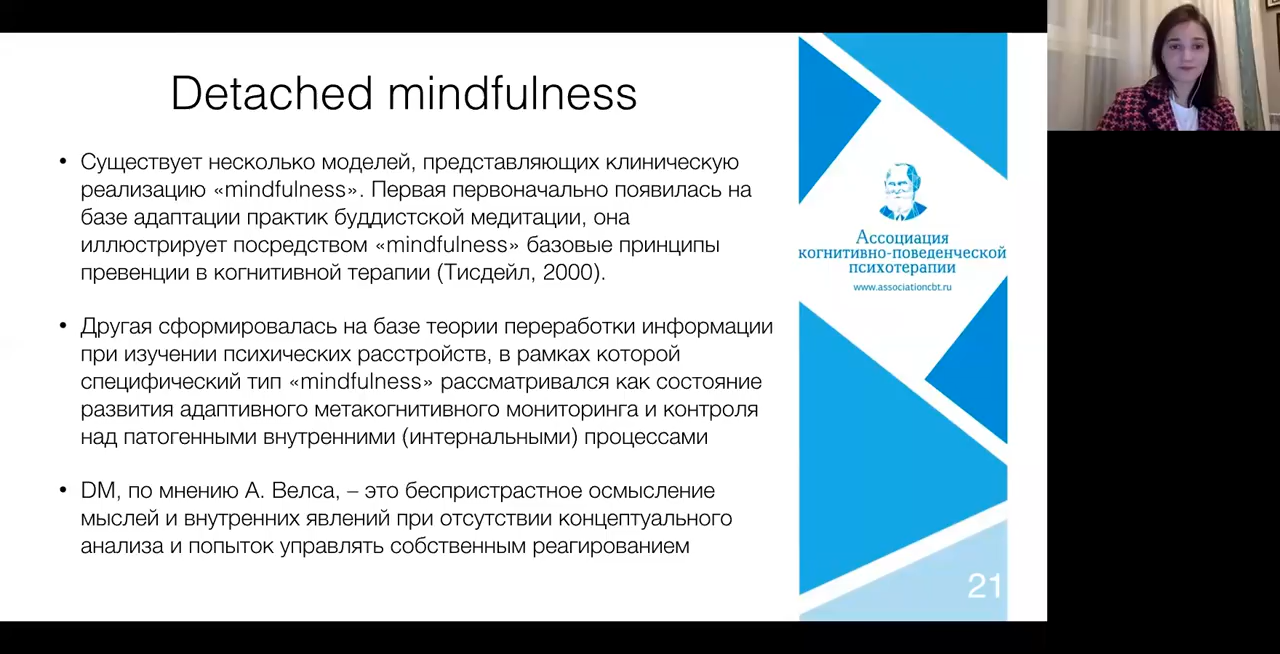 Detached mindfulness
• Существует несколько моделей, представляющих клиническую
реализацию «mindfulness». Первая первоначально появилась на
базе адаптации практик буддистской медитации, она
иллюстрирует посредством «mindfulness» базовые принципы
превенции в когнитивной терапии (Тисдейл, 2000).
• Другая сформировалась на базе теории переработки информации
при изучении психических расстройств, в рамках которой
специфический тип «mindfulness» рассматривался как состояние
развития адаптивного метакогнитивного мониторинга и контроля
над патогенными внутренними (интернальными) процессами
• DM, по мнению А. Велса, – это беспристрастное осмысление
мыслей и внутренних явлений при отсутствии концептуального
анализа и попыток управлять собственным реагированием
Ассоциация
когнитивно-поведенческой
психотерапии
www.associationcbt.ru
21